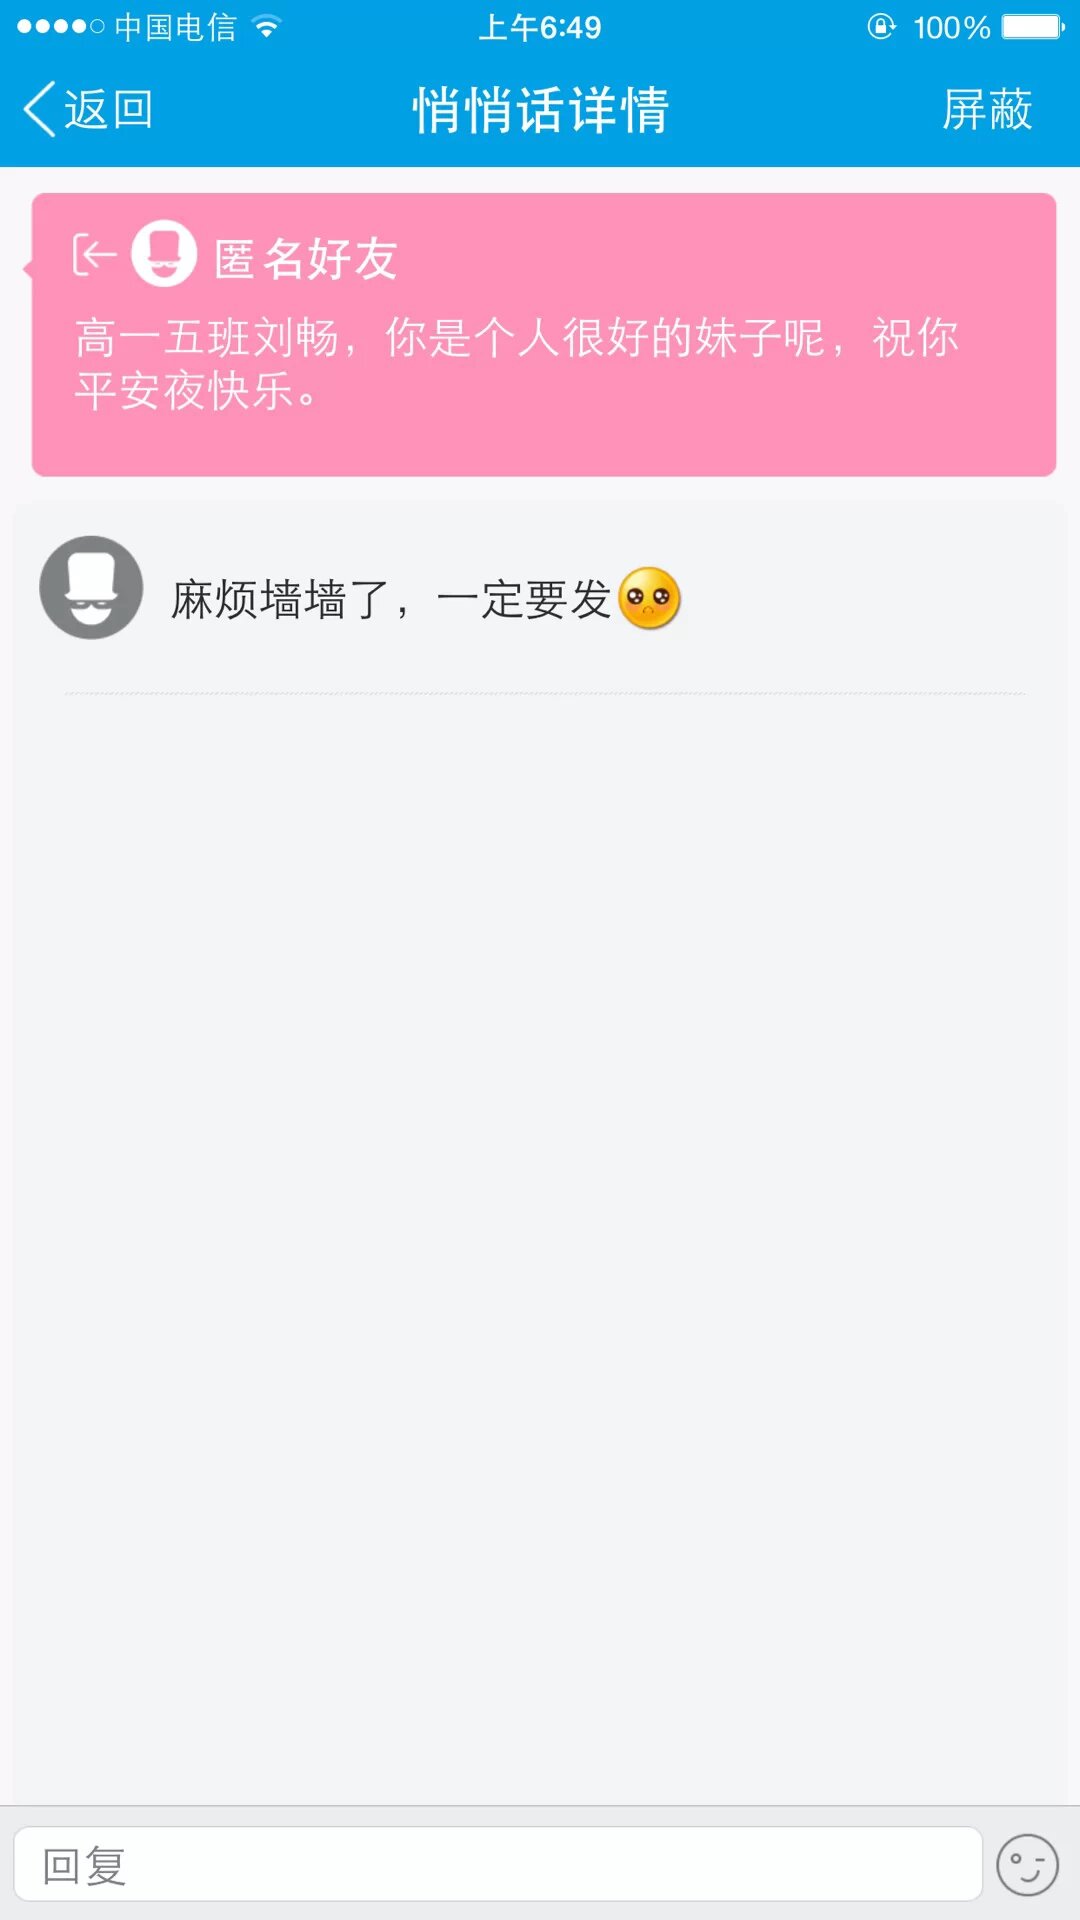 中国电信 上午6:49 100%
返回 悄悄话详情 屏蔽
匿名好友
高一五班刘畅，你是个人很好的妹子呢，祝你
平安夜快乐。
麻烦墙墙了，一定要发
回复